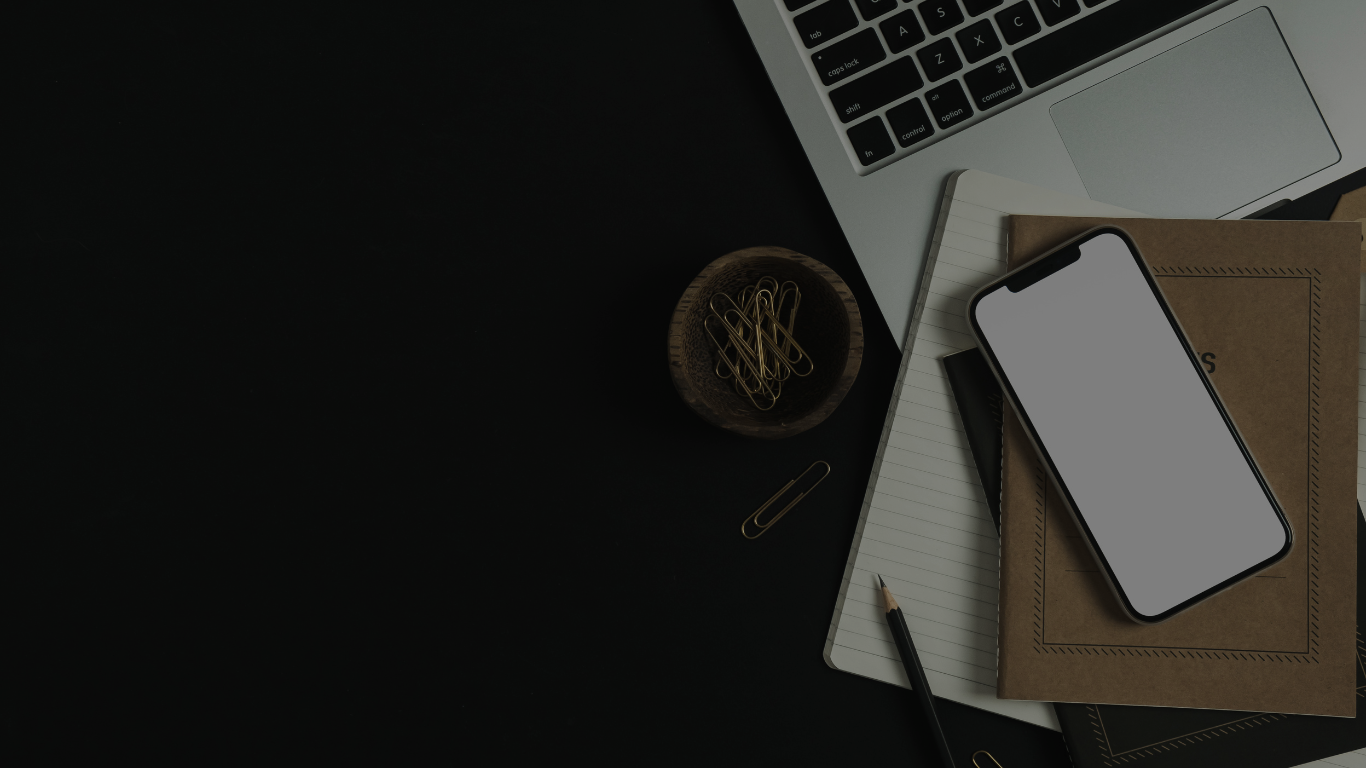 tab
A
S
caps lock
Z
X
C
V
shift
⌘
fn
control
alt
option
command
S